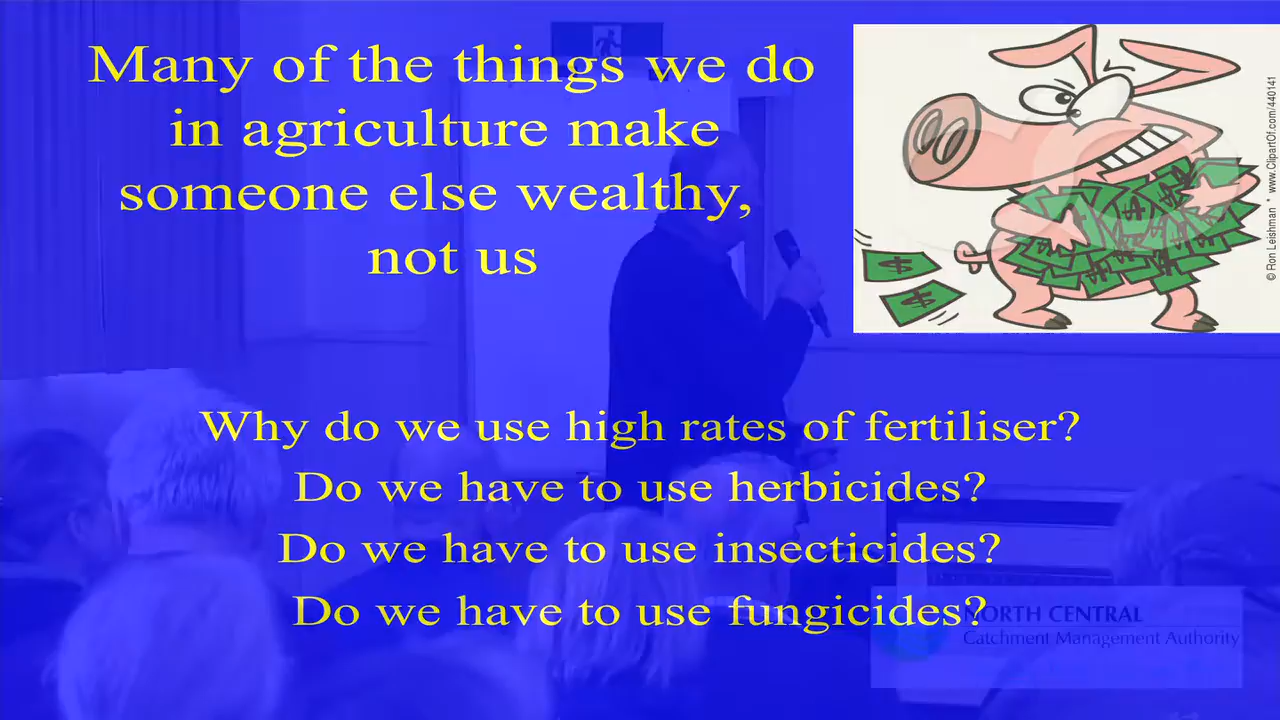 Many of the things we do
in agriculture make
someone else wealthy,
not us
© Ron Leishman * www.ClipartOf.com/440141
Why do we use high rates of fertiliser?
Do we have to use herbicides?
Do we have to use insecticides?
Do we have to use fungicides?
NORTH CENTRAL
Catchment Management Authority